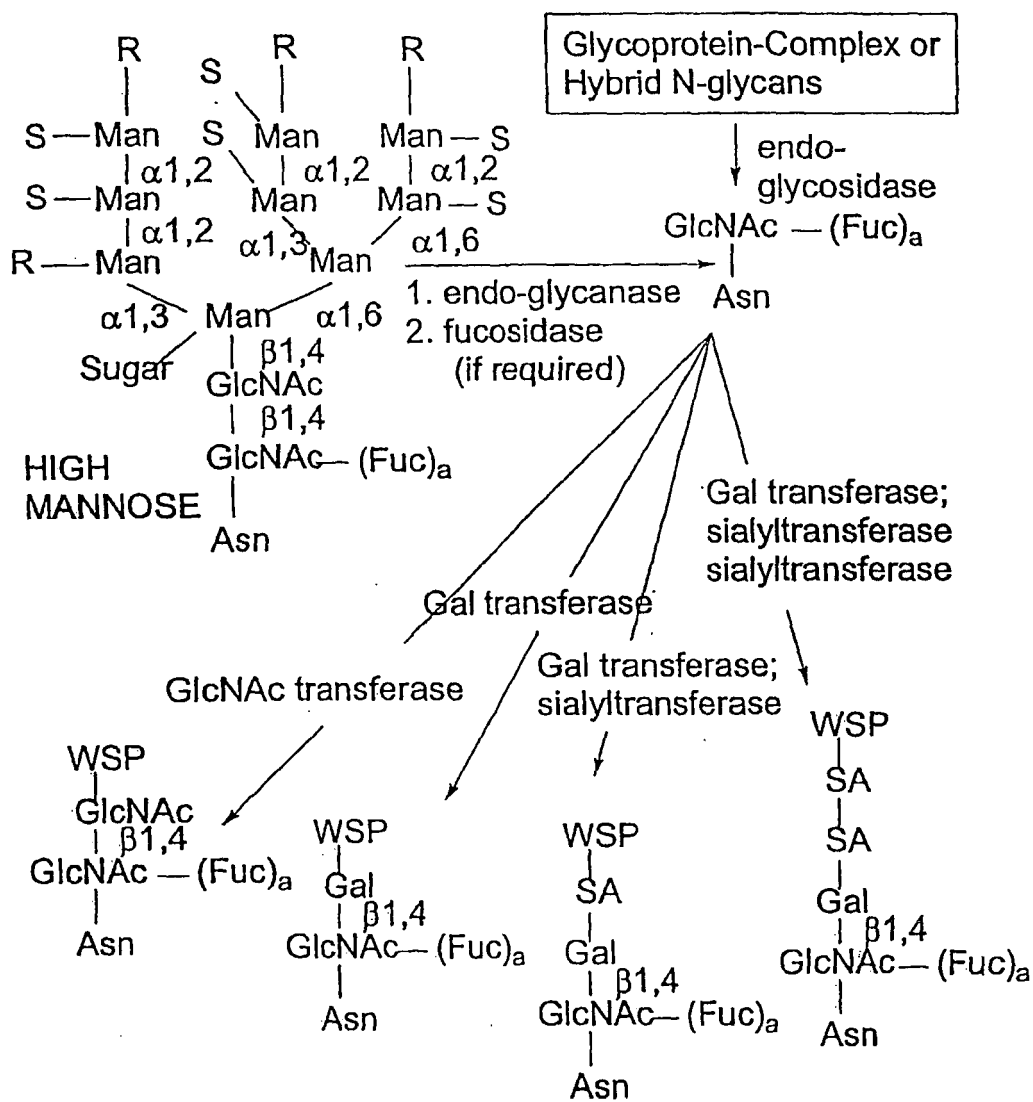 R
R
R
S
S—Man
S
Man
Man—S
α1,2
α1,2
α1,2
S—Man
Man
Man—S
α1,2
α1,3
α1,6
R—Man
Man
α1,3
Man
α1,6
Sugar
β1,4
GlcNAc
β1,4
GlcNAc—(Fuc)a
Asn
HIGH
MANNOSE
1. endo-glycanase
2. fucosidase
(if required)
Glycoprotein-Complex or
Hybrid N-glycans
endo-
glycosidase
GlcNAc—(Fuc)a
Asn
GlcNAc transferase
Gal transferase
Gal transferase;
sialyltransferase
Gal transferase;
sialyltransferase
sialyltransferase
WSP
GlcNAc
β1,4
GlcNAc—(Fuc)a
Asn
WSP
Gal
β1,4
GlcNAc—(Fuc)a
Asn
WSP
SA
Gal
β1,4
GlcNAc—(Fuc)a
Asn
WSP
SA
SA
Gal
β1,4
GlcNAc—(Fuc)a
Asn